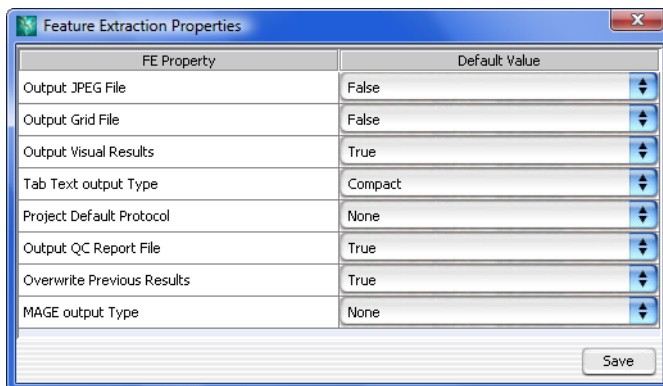 Feature Extraction Properties
FE Property Default Value
Output JPEG File False
Output Grid File False
Output Visual Results True
Tab Text output Type Compact
Project Default Protocol None
Output QC Report File True
Overwrite Previous Results True
MAGE output Type None
Save